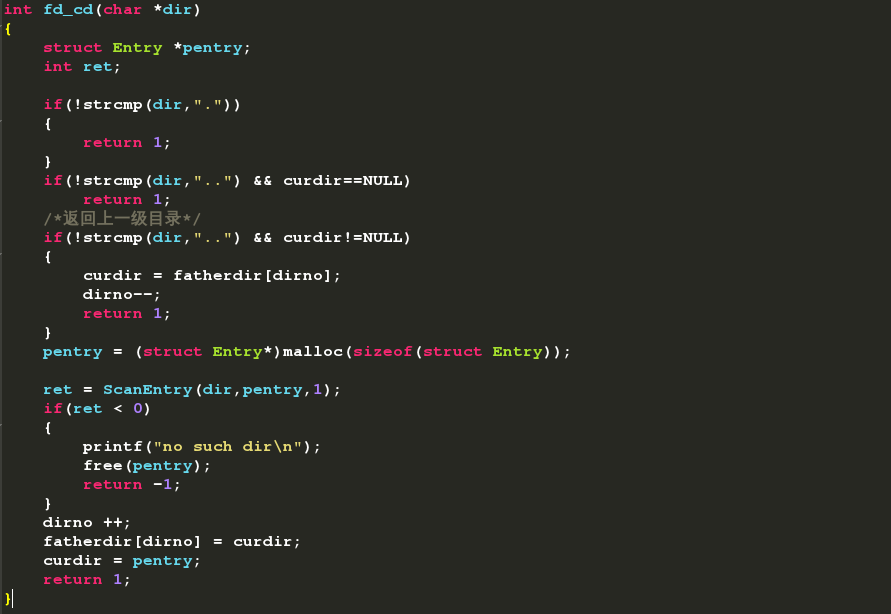 int fd_cd(char *dir)
{
    struct Entry *pentry;
    int ret;

    if(!strcmp(dir,"."))
    {
        return 1;
    }
    if(!strcmp(dir,"..") && curdir==NULL)
        return 1;
    /*返回上一级目录*/
    if(!strcmp(dir,"..") && curdir!=NULL)
    {
        curdir = fatherdir[dirno];
        dirno--;
        return 1;
    }
    pentry = (struct Entry*)malloc(sizeof(struct Entry));

    ret = ScanEntry(dir,pentry,1);
    if(ret < 0)
    {
        printf("no such dir\n");
        free(pentry);
        return -1;
    }
    dirno ++;
    fatherdir[dirno] = curdir;
    curdir = pentry;
    return 1;
}